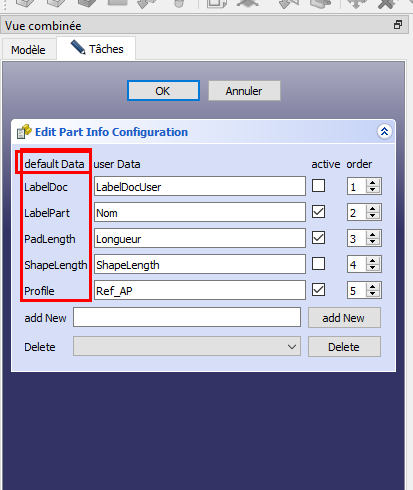 Vue combinée
Modèle Tâches
OK Annuler
Edit Part Info Configuration
default Data user Data active order
LabelDoc LabelDocUser 1
LabelPart Nom 2
PadLength Longueur 3
ShapeLength ShapeLength 4
Profile Ref_AP 5
add New add New
Delete Delete